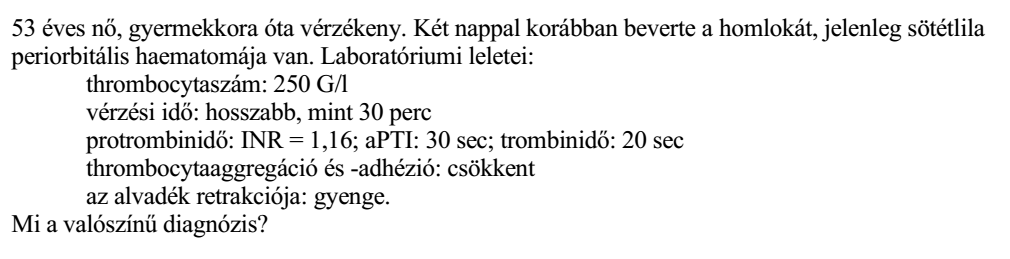 53 éves nő, gyermekkora óta vérzékeny. Két nappal korábban beverte a homlokát, jelenleg sötétlila
periorbitális haematomája van. Laboratóriumi leletei:
thrombocytaszám: 250 G/l
vérzési idő: hosszabb, mint 30 perc
protrombinidő: INR = 1,16; aPTI: 30 sec; trombinidő: 20 sec
thrombocytaaggregáció és -adhézió: csökkent
az alvadék retrakciója: gyenge.
Mi a valószínű diagnózis?